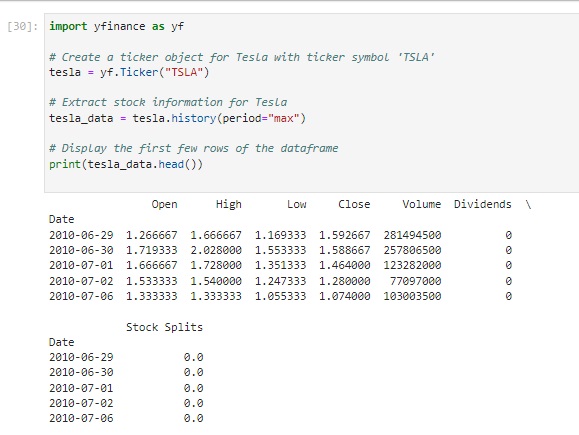 [30]: import yfinance as yf
# Create a ticker object for Tesla with ticker symbol 'TSLA'
tesla = yf.Ticker("TSLA")
# Extract stock information for Tesla
tesla_data = tesla.history(period="max")
# Display the first few rows of the dataframe
print(tesla_data.head())
Open High Low Close Volume Dividends \
Date
2010-06-29 1.266667 1.666667 1.169333 1.592667 281494500 0
2010-06-30 1.719333 2.028000 1.553333 1.588667 257806500 0
2010-07-01 1.666667 1.728000 1.351333 1.464000 123282000 0
2010-07-02 1.533333 1.540000 1.247333 1.280000 77097000 0
2010-07-06 1.333333 1.333333 1.055333 1.074000 103003500 0
Stock Splits
Date
2010-06-29 0.0
2010-06-30 0.0
2010-07-01 0.0
2010-07-02 0.0
2010-07-06 0.0